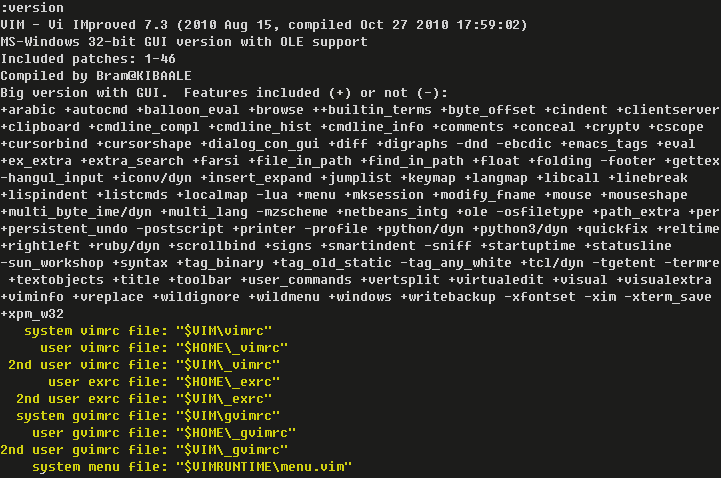 :version
VIM - Vi IMproved 7.3 (2010 Aug 15, compiled Oct 27 2010 17:59:02)
MS-Windows 32-bit GUI version with OLE support
Included patches: 1-46
Compiled by Bram@KIBAALE
Big version with GUI.  Features included (+) or not (-):
+arabic +autocmd +balloon_eval +browse ++builtin_terms +byte_offset +cindent +clientserver
+clipboard +cmdline_compl +cmdline_hist +cmdline_info +comments +conceal +cryptv +cscope
+cursorbind +cursorshape +dialog_con_gui +diff +digraphs -dnd -ebcdic +emacs_tags +eval
+ex_extra +extra_search +farsi +file_in_path +find_in_path +float +folding -footer +gettex
-hangul_input +iconv/dyn +insert_expand +jumplist +keymap +langmap +libcall +linebreak
+lispindent +listcmds +localmap -lua +menu +mksession +modify_fname +mouse +mouseshape
+multi_byte_ime/dyn +multi_lang -mzscheme +netbeans_intg +ole -osfiletype +path_extra +per
+persistent_undo -postscript +printer -profile +python/dyn +python3/dyn +quickfix +reltime
+rightleft +ruby/dyn +scrollbind +signs +smartindent -sniff +startuptime +statusline
-sun_workshop +syntax +tag_binary +tag_old_static -tag_any_white +tcl/dyn -tgetent -termre
+textobjects +title +toolbar +user_commands +vertsplit +virtualedit +visual +visualextra
+viminfo +vreplace +wildignore +wildmenu +windows +writebackup -xfontset -xim -xterm_save
+xpm_w32
system vimrc file: "$VIM\vimrc"
user vimrc file: "$HOME\_vimrc"
2nd user vimrc file: "$VIM\_vimrc"
user exrc file: "$HOME\_exrc"
2nd user exrc file: "$VIM\_exrc"
system gvimrc file: "$VIM\gvimrc"
user gvimrc file: "$HOME\_gvimrc"
2nd user gvimrc file: "$VIM\_gvimrc"
system menu file: "$VIMRUNTIME\menu.vim"